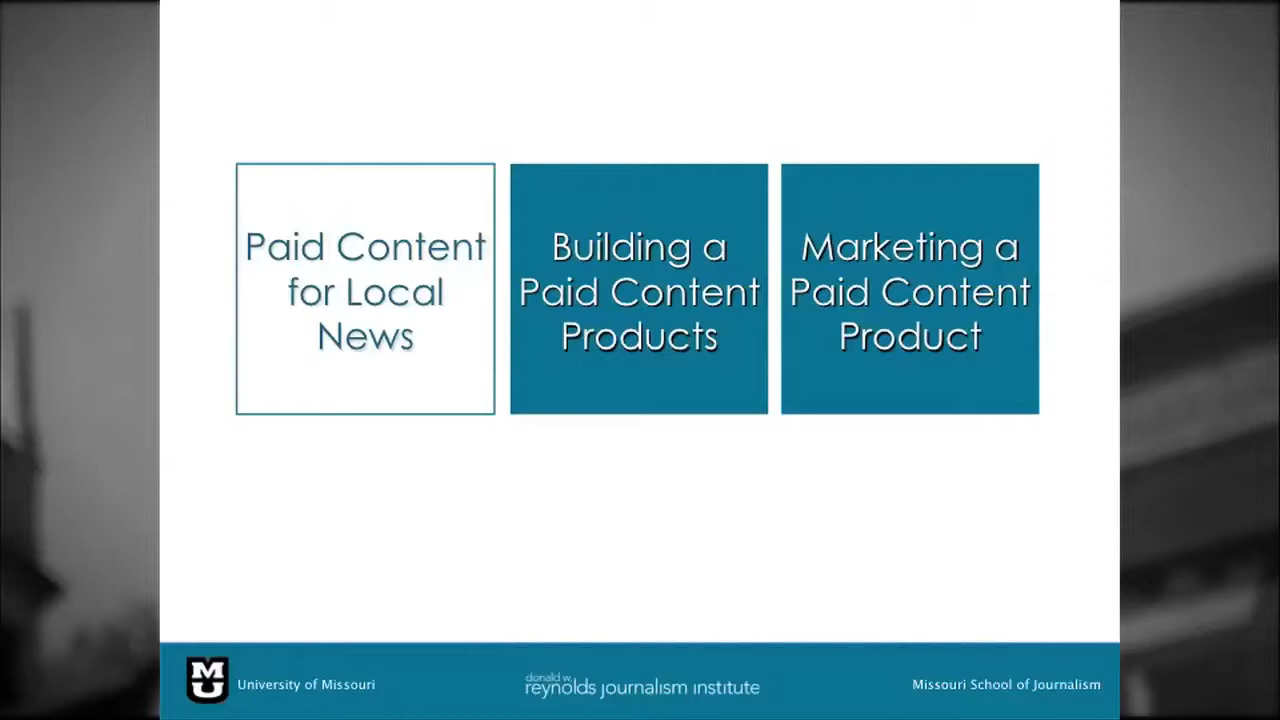 Paid Content
for Local
News
Building a
Paid Content
Products
Marketing a
Paid Content
Product
MU
University of Missouri
donald w.
reynolds journalism institute
Missouri School of Journalism